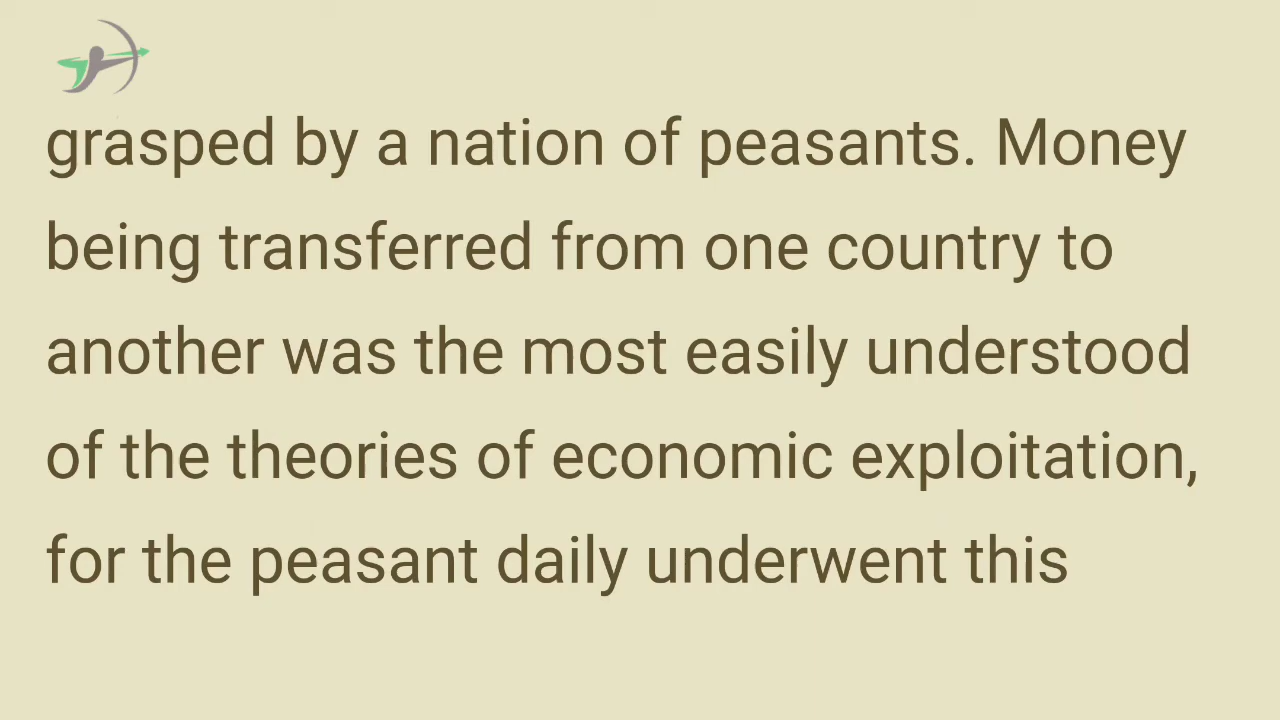 grasped by a nation of peasants. Money
being transferred from one country to
another was the most easily understood
of the theories of economic exploitation,
for the peasant daily underwent this